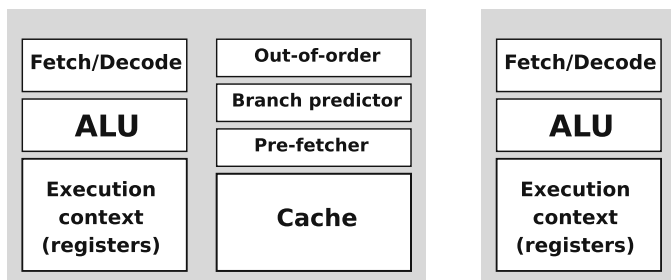 Fetch/Decode
ALU
Execution
context
(registers)
Out-of-order
Branch predictor
Pre-fetcher
Cache
Fetch/Decode
ALU
Execution
context
(registers)